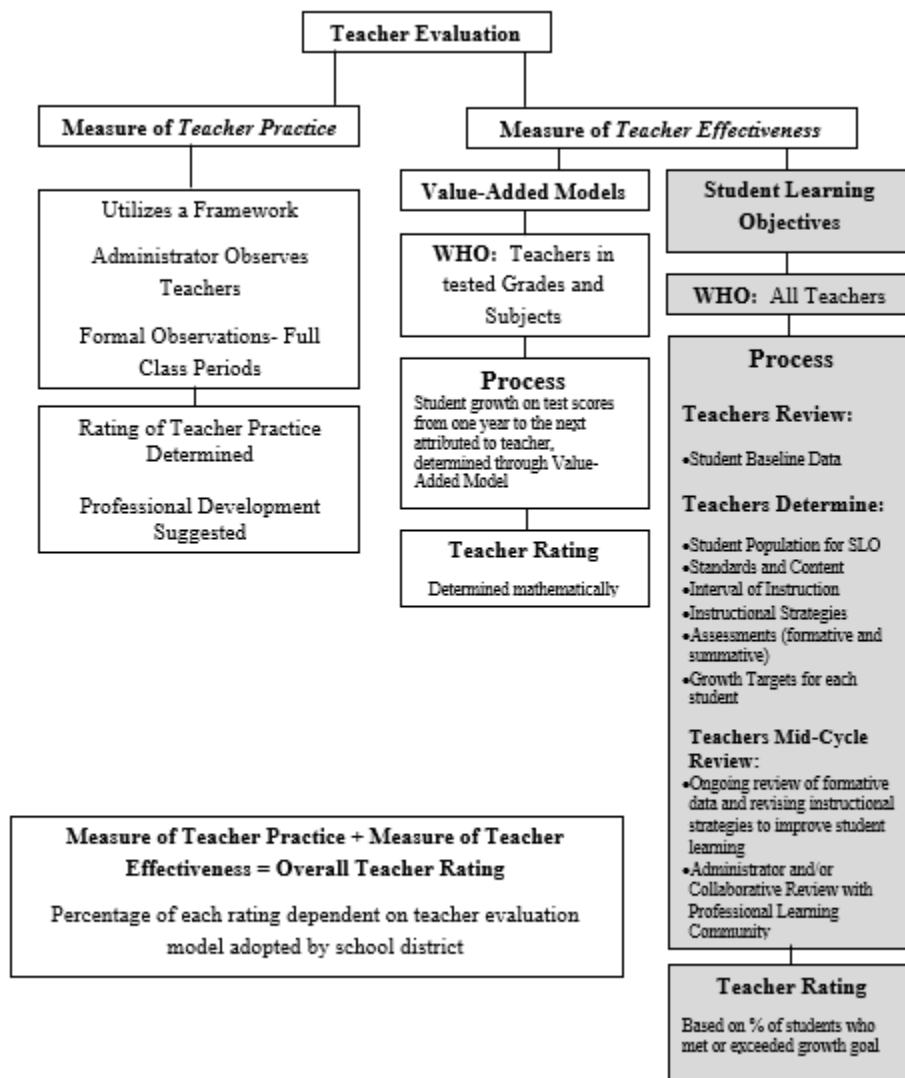 Teacher Evaluation
Measure of Teacher Practice
Utilizes a Framework
Administrator Observes
Teachers
Formal Observations- Full
Class Periods
Rating of Teacher Practice
Determined
Professional Development
Suggested
Measure of Teacher Effectiveness
Value-Added Models
WHO: Teachers in
tested Grades and
Subjects
Process
Student growth on test scores
from one year to the next
attributed to teacher,
determined through Value-
Added Model
Teacher Rating
Determined mathematically
Student Learning
Objectives
WHO: All Teachers
Process
Teachers Review:
•Student Baseline Data
Teachers Determine:
•Student Population for SLO
•Standards and Content
•Interval of Instruction
•Instructional Strategies
•Assessments (formative and
summative)
•Growth Targets for each
student
Teachers Mid-Cycle
Review:
•Ongoing review of formative
data and revising instructional
strategies to improve student
learning
•Administrator and/or
Collaborative Review with
Professional Learning
Community
Teacher Rating
Based on % of students who
met or exceeded growth goal
Measure of Teacher Practice + Measure of Teacher
Effectiveness = Overall Teacher Rating
Percentage of each rating dependent on teacher evaluation
model adopted by school district